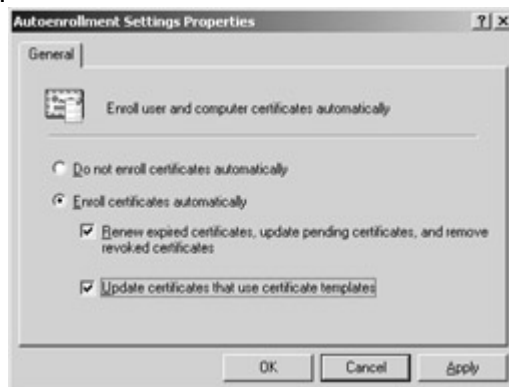 Autoenrollment Settings Properties
General
Enroll user and computer certificates automatically
Do not enroll certificates automatically
Enroll certificates automatically
Renew expired certificates, update pending certificates, and remove
revoked certificates
Update certificates that use certificate templates
OK Cancel Apply